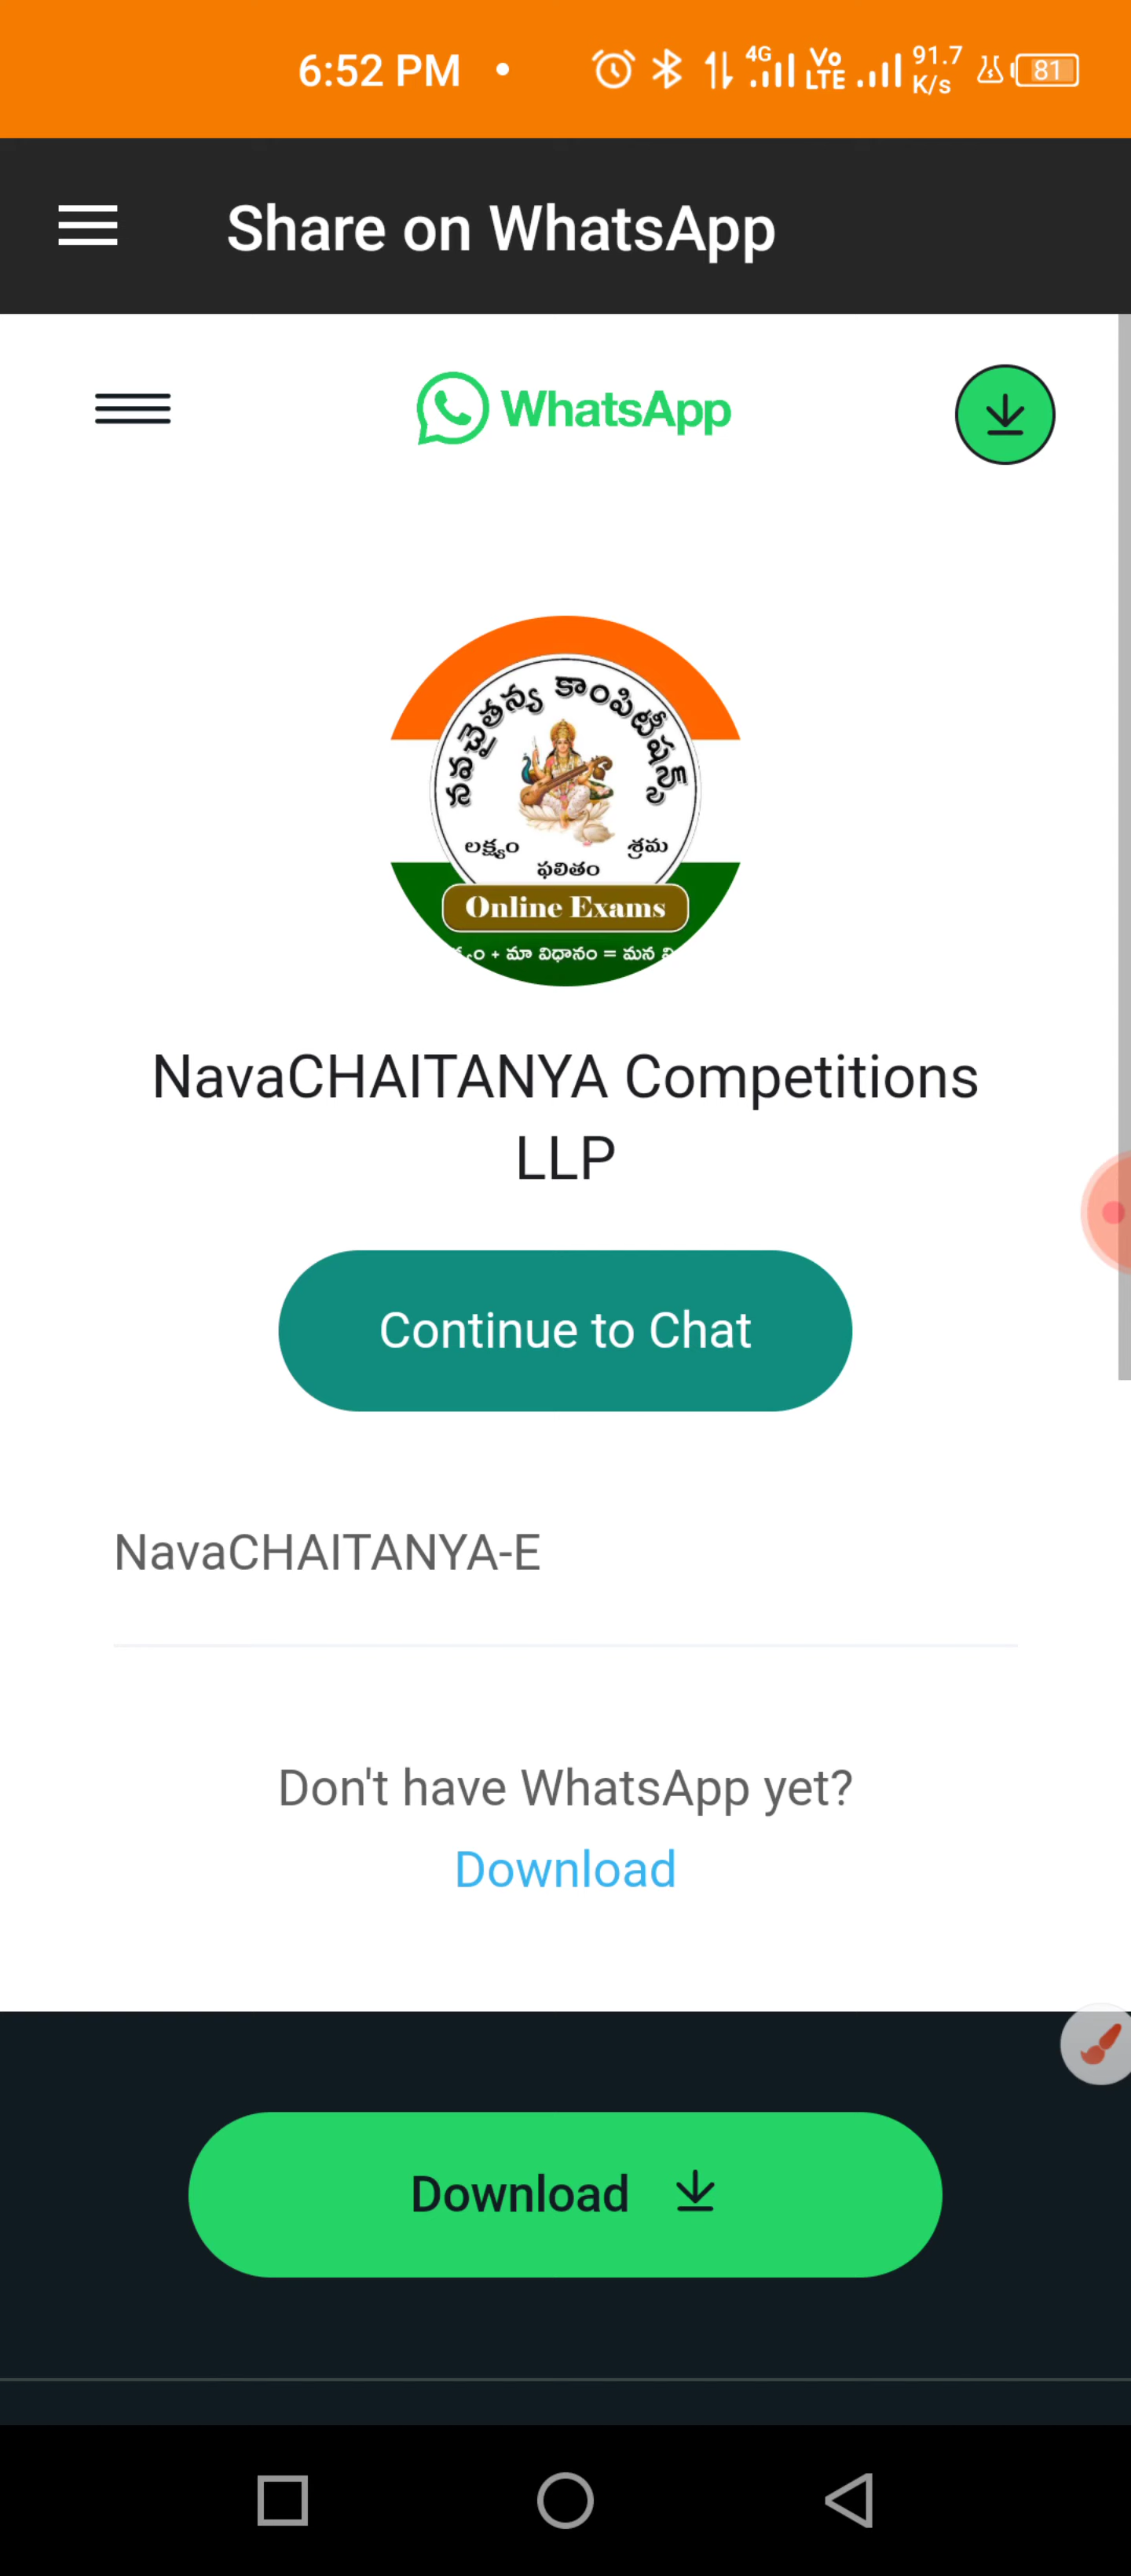 6:52 PM
4G
Vo
LTE
91.7
K/s
81
Share on WhatsApp
WhatsApp
నవచైతన్య కాంపిటీషన్స్
లక్ష్యం
శ్రమ
ఫలితం
Online Exams
+ మా విధానం = మన
NavaCHAITANYA Competitions
LLP
Continue to Chat
NavaCHAITANYA-E
Don't have WhatsApp yet?
Download
Download